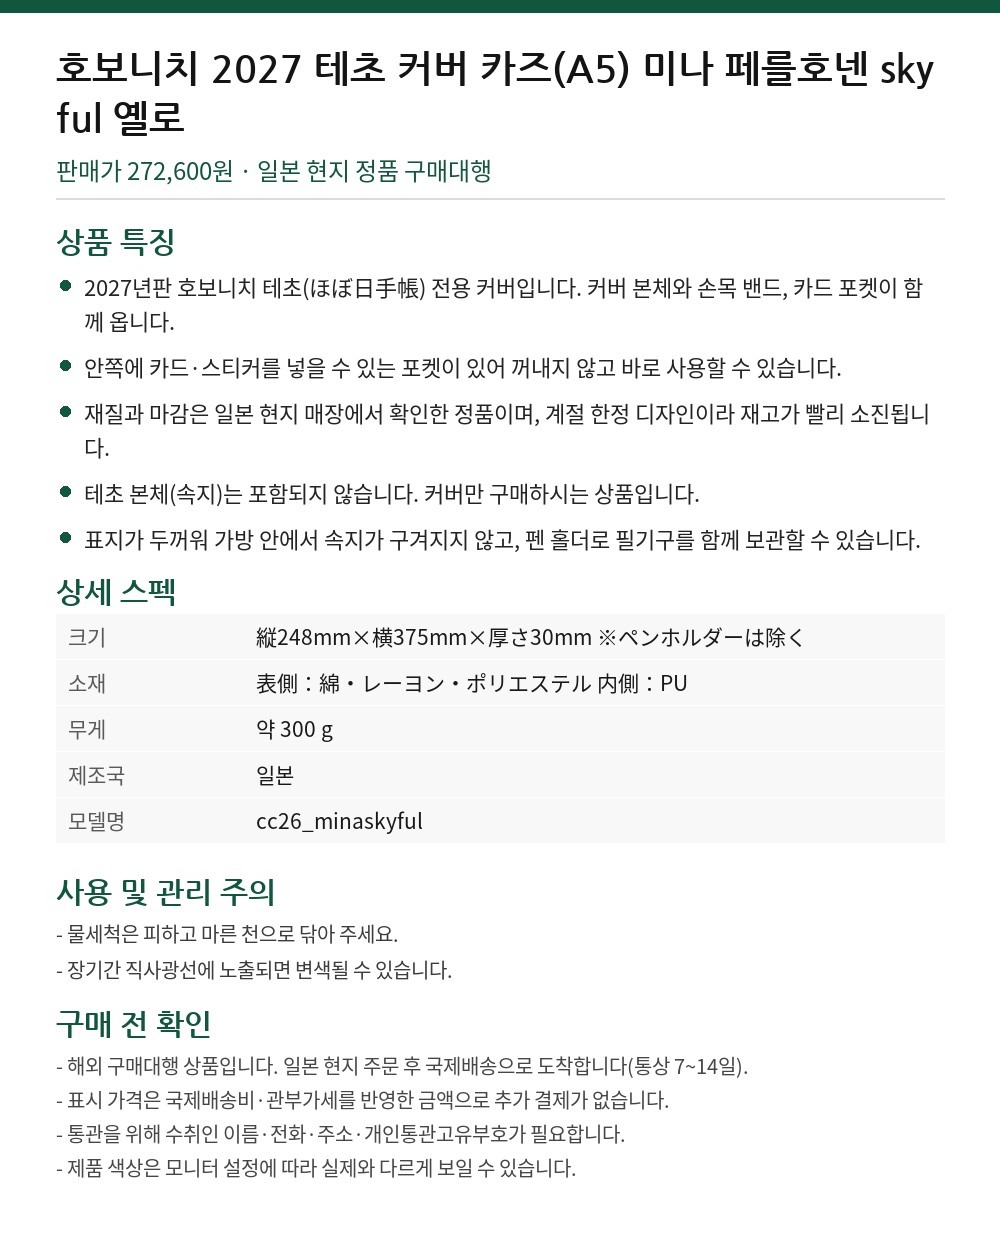 호보니치 2027 테초 커버 카즈(A5) 미나 페를호넨 sky
ful 옐로
판매가 272,600원 · 일본 현지 정품 구매대행
상품 특징
● 2027년판 호보니치 테초(ほぼ日手帳) 전용 커버입니다. 커버 본체와 손목 밴드, 카드 포켓이 함
께 옵니다.
● 안쪽에 카드·스티커를 넣을 수 있는 포켓이 있어 꺼내지 않고 바로 사용할 수 있습니다.
● 재질과 마감은 일본 현지 매장에서 확인한 정품이며, 계절 한정 디자인이라 재고가 빨리 소진됩니
다.
● 테초 본체(속지)는 포함되지 않습니다. 커버만 구매하시는 상품입니다.
● 표지가 두꺼워 가방 안에서 속지가 구겨지지 않고, 펜 홀더로 필기구를 함께 보관할 수 있습니다.
상세 스펙
크기 縦248mm×横375mm×厚さ30mm ※ペンホルダーは除く
소재 表側：綿・レーヨン・ポリエステル 内側：PU
무게 약 300 g
제조국 일본
모델명 cc26_minaskyful
사용 및 관리 주의
- 물세척은 피하고 마른 천으로 닦아 주세요.
- 장기간 직사광선에 노출되면 변색될 수 있습니다.
구매 전 확인
- 해외 구매대행 상품입니다. 일본 현지 주문 후 국제배송으로 도착합니다(통상 7~14일).
- 표시 가격은 국제배송비·관부가세를 반영한 금액으로 추가 결제가 없습니다.
- 통관을 위해 수취인 이름·전화·주소·개인통관고유부호가 필요합니다.
- 제품 색상은 모니터 설정에 따라 실제와 다르게 보일 수 있습니다.